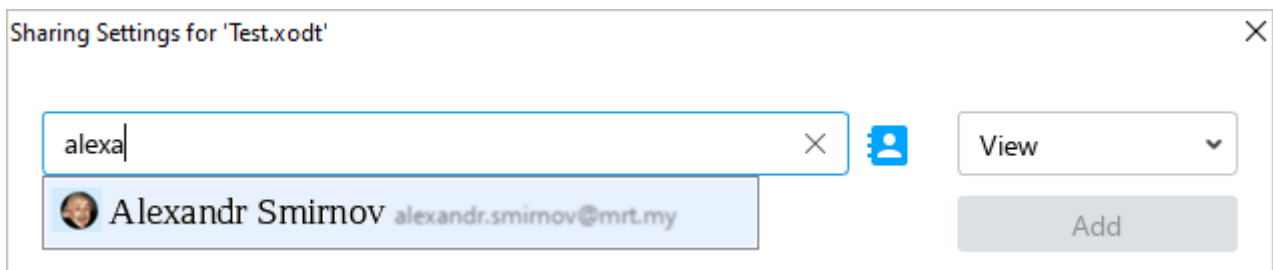 Sharing Settings for 'Test.xodt'
alexa
View
Alexandr Smirnov alexandr.smirnov@mrt.my
Add